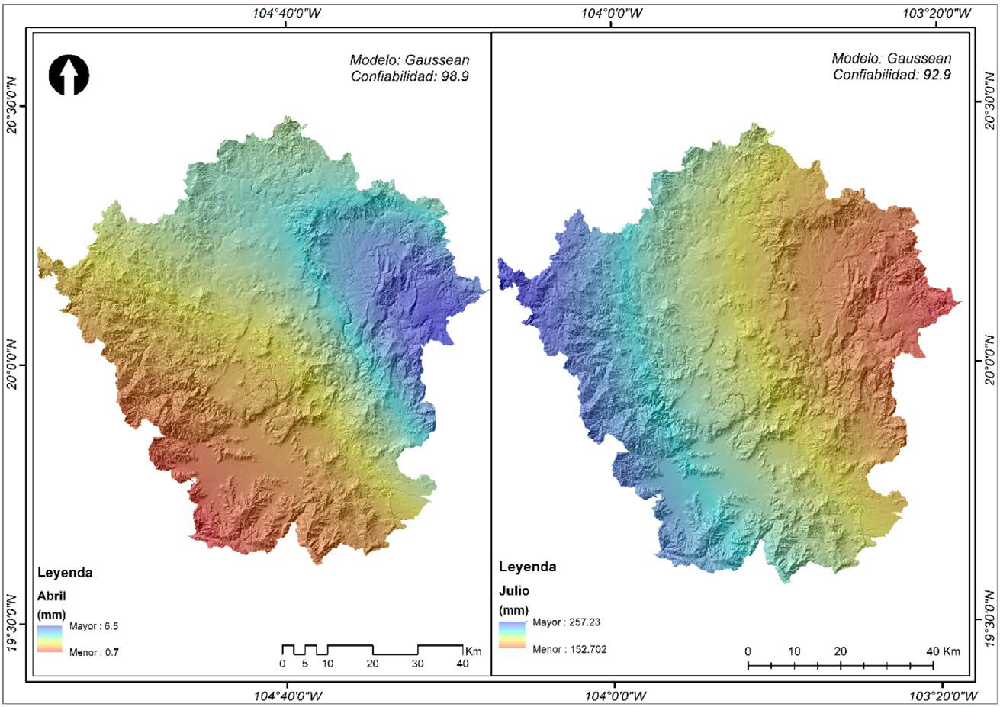 104°40'0"W
104°0'0"W
103°20'0"W
Modelo: Gaussean
Confiabilidad: 98.9
Modelo: Gaussean
Confiabilidad: 92.9
20°30'0"N
20°30'0"N
20°0'0"N
20°0'0"N
19°30'0"N
19°30'0"N
Leyenda
Abril
(mm)
Mayor : 6.5
Menor : 0.7
Km
0 5 10 20 30 40
Leyenda
Julio
(mm)
Mayor : 257.23
Menor : 152.702
0 10 20 40 Km
104°40'0"W
104°0'0"W
103°20'0"W